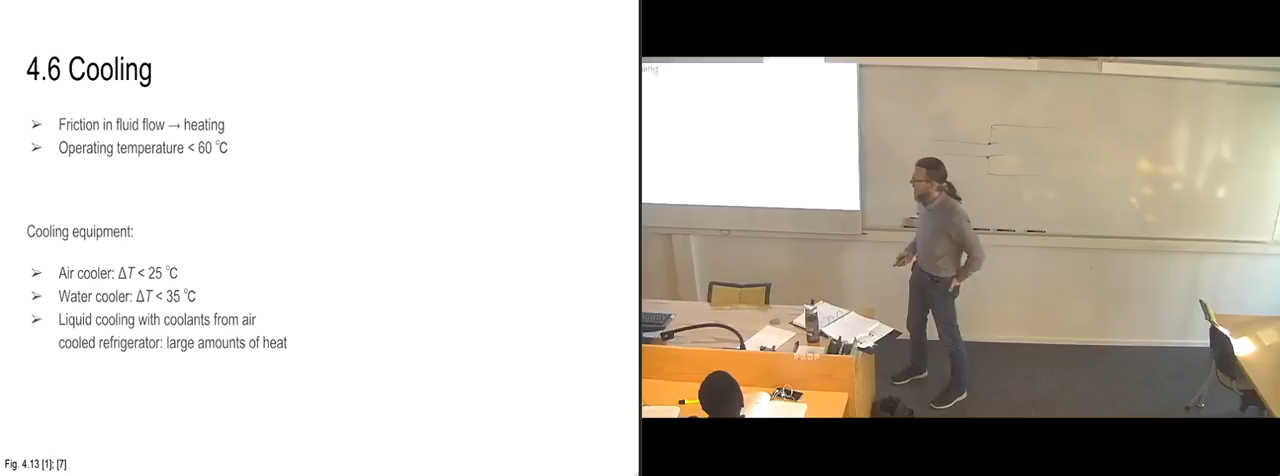 4.6 Cooling
➢ Friction in fluid flow → heating
➢ Operating temperature < 60 °C
Cooling equipment:
➢ Air cooler: ΔT < 25 °C
➢ Water cooler: ΔT < 35 °C
➢ Liquid cooling with coolants from air
cooled refrigerator: large amounts of heat
Fig. 4.13 [1]; [7]